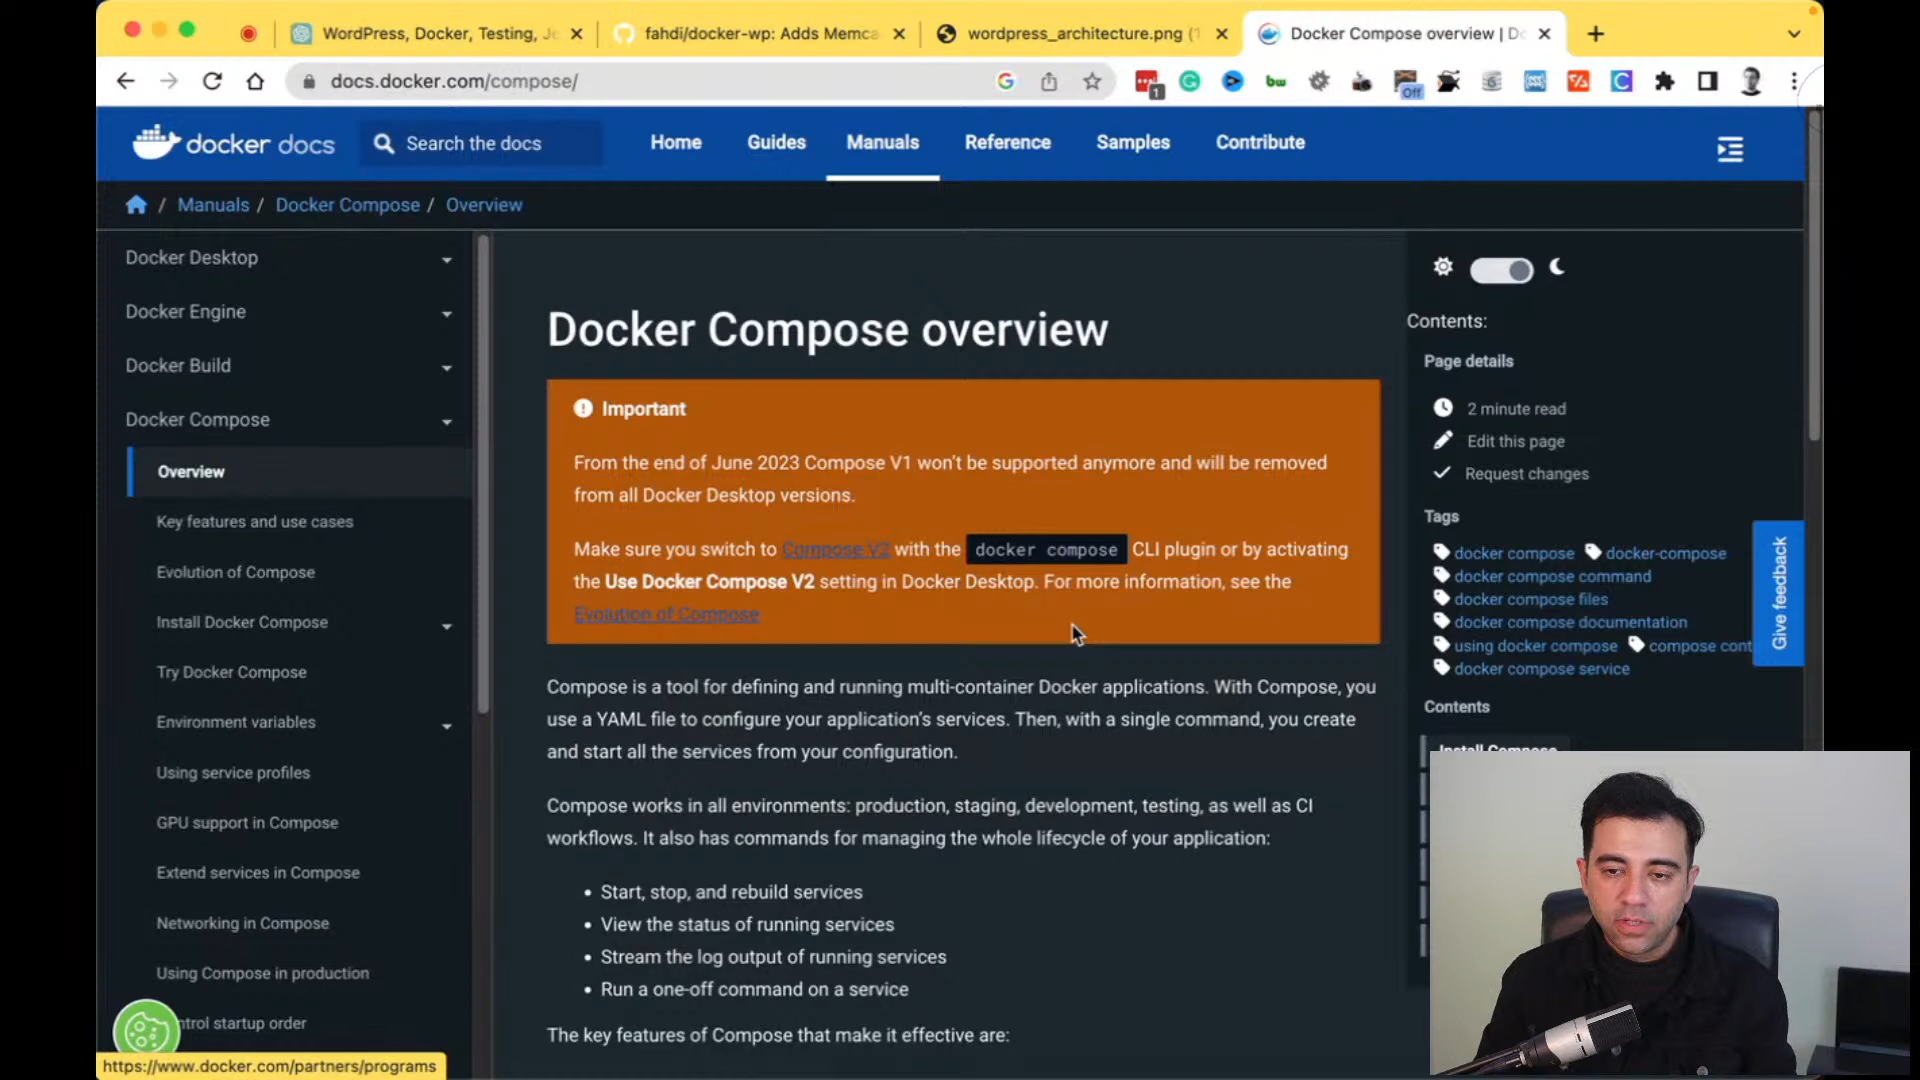 WordPress, Docker, Testing, Je
fahdi/docker-wp: Adds Memca
wordpress_architecture.png (1
Docker Compose overview | Do
docs.docker.com/compose/
1
Off
docker docs
Search the docs
Home
Guides
Manuals
Reference
Samples
Contribute
/ Manuals / Docker Compose / Overview
Docker Desktop
Docker Engine
Docker Build
Docker Compose
Overview
Key features and use cases
Evolution of Compose
Install Docker Compose
Try Docker Compose
Environment variables
Using service profiles
GPU support in Compose
Extend services in Compose
Networking in Compose
Using Compose in production
ntrol startup order
https://www.docker.com/partners/programs
Docker Compose overview
Important
From the end of June 2023 Compose V1 won't be supported anymore and will be removed
from all Docker Desktop versions.
Make sure you switch to Compose V2 with the docker compose CLI plugin or by activating
the Use Docker Compose V2 setting in Docker Desktop. For more information, see the
Evolution of Compose
Compose is a tool for defining and running multi-container Docker applications. With Compose, you
use a YAML file to configure your application's services. Then, with a single command, you create
and start all the services from your configuration.
Compose works in all environments: production, staging, development, testing, as well as CI
workflows. It also has commands for managing the whole lifecycle of your application:
• Start, stop, and rebuild services
• View the status of running services
• Stream the log output of running services
• Run a one-off command on a service
The key features of Compose that make it effective are:
Contents:
Page details
2 minute read
Edit this page
Request changes
Tags
docker compose docker-compose
docker compose command
docker compose files
docker compose documentation
using docker compose compose cont
docker compose service
Contents
Install Compose
Give feedback